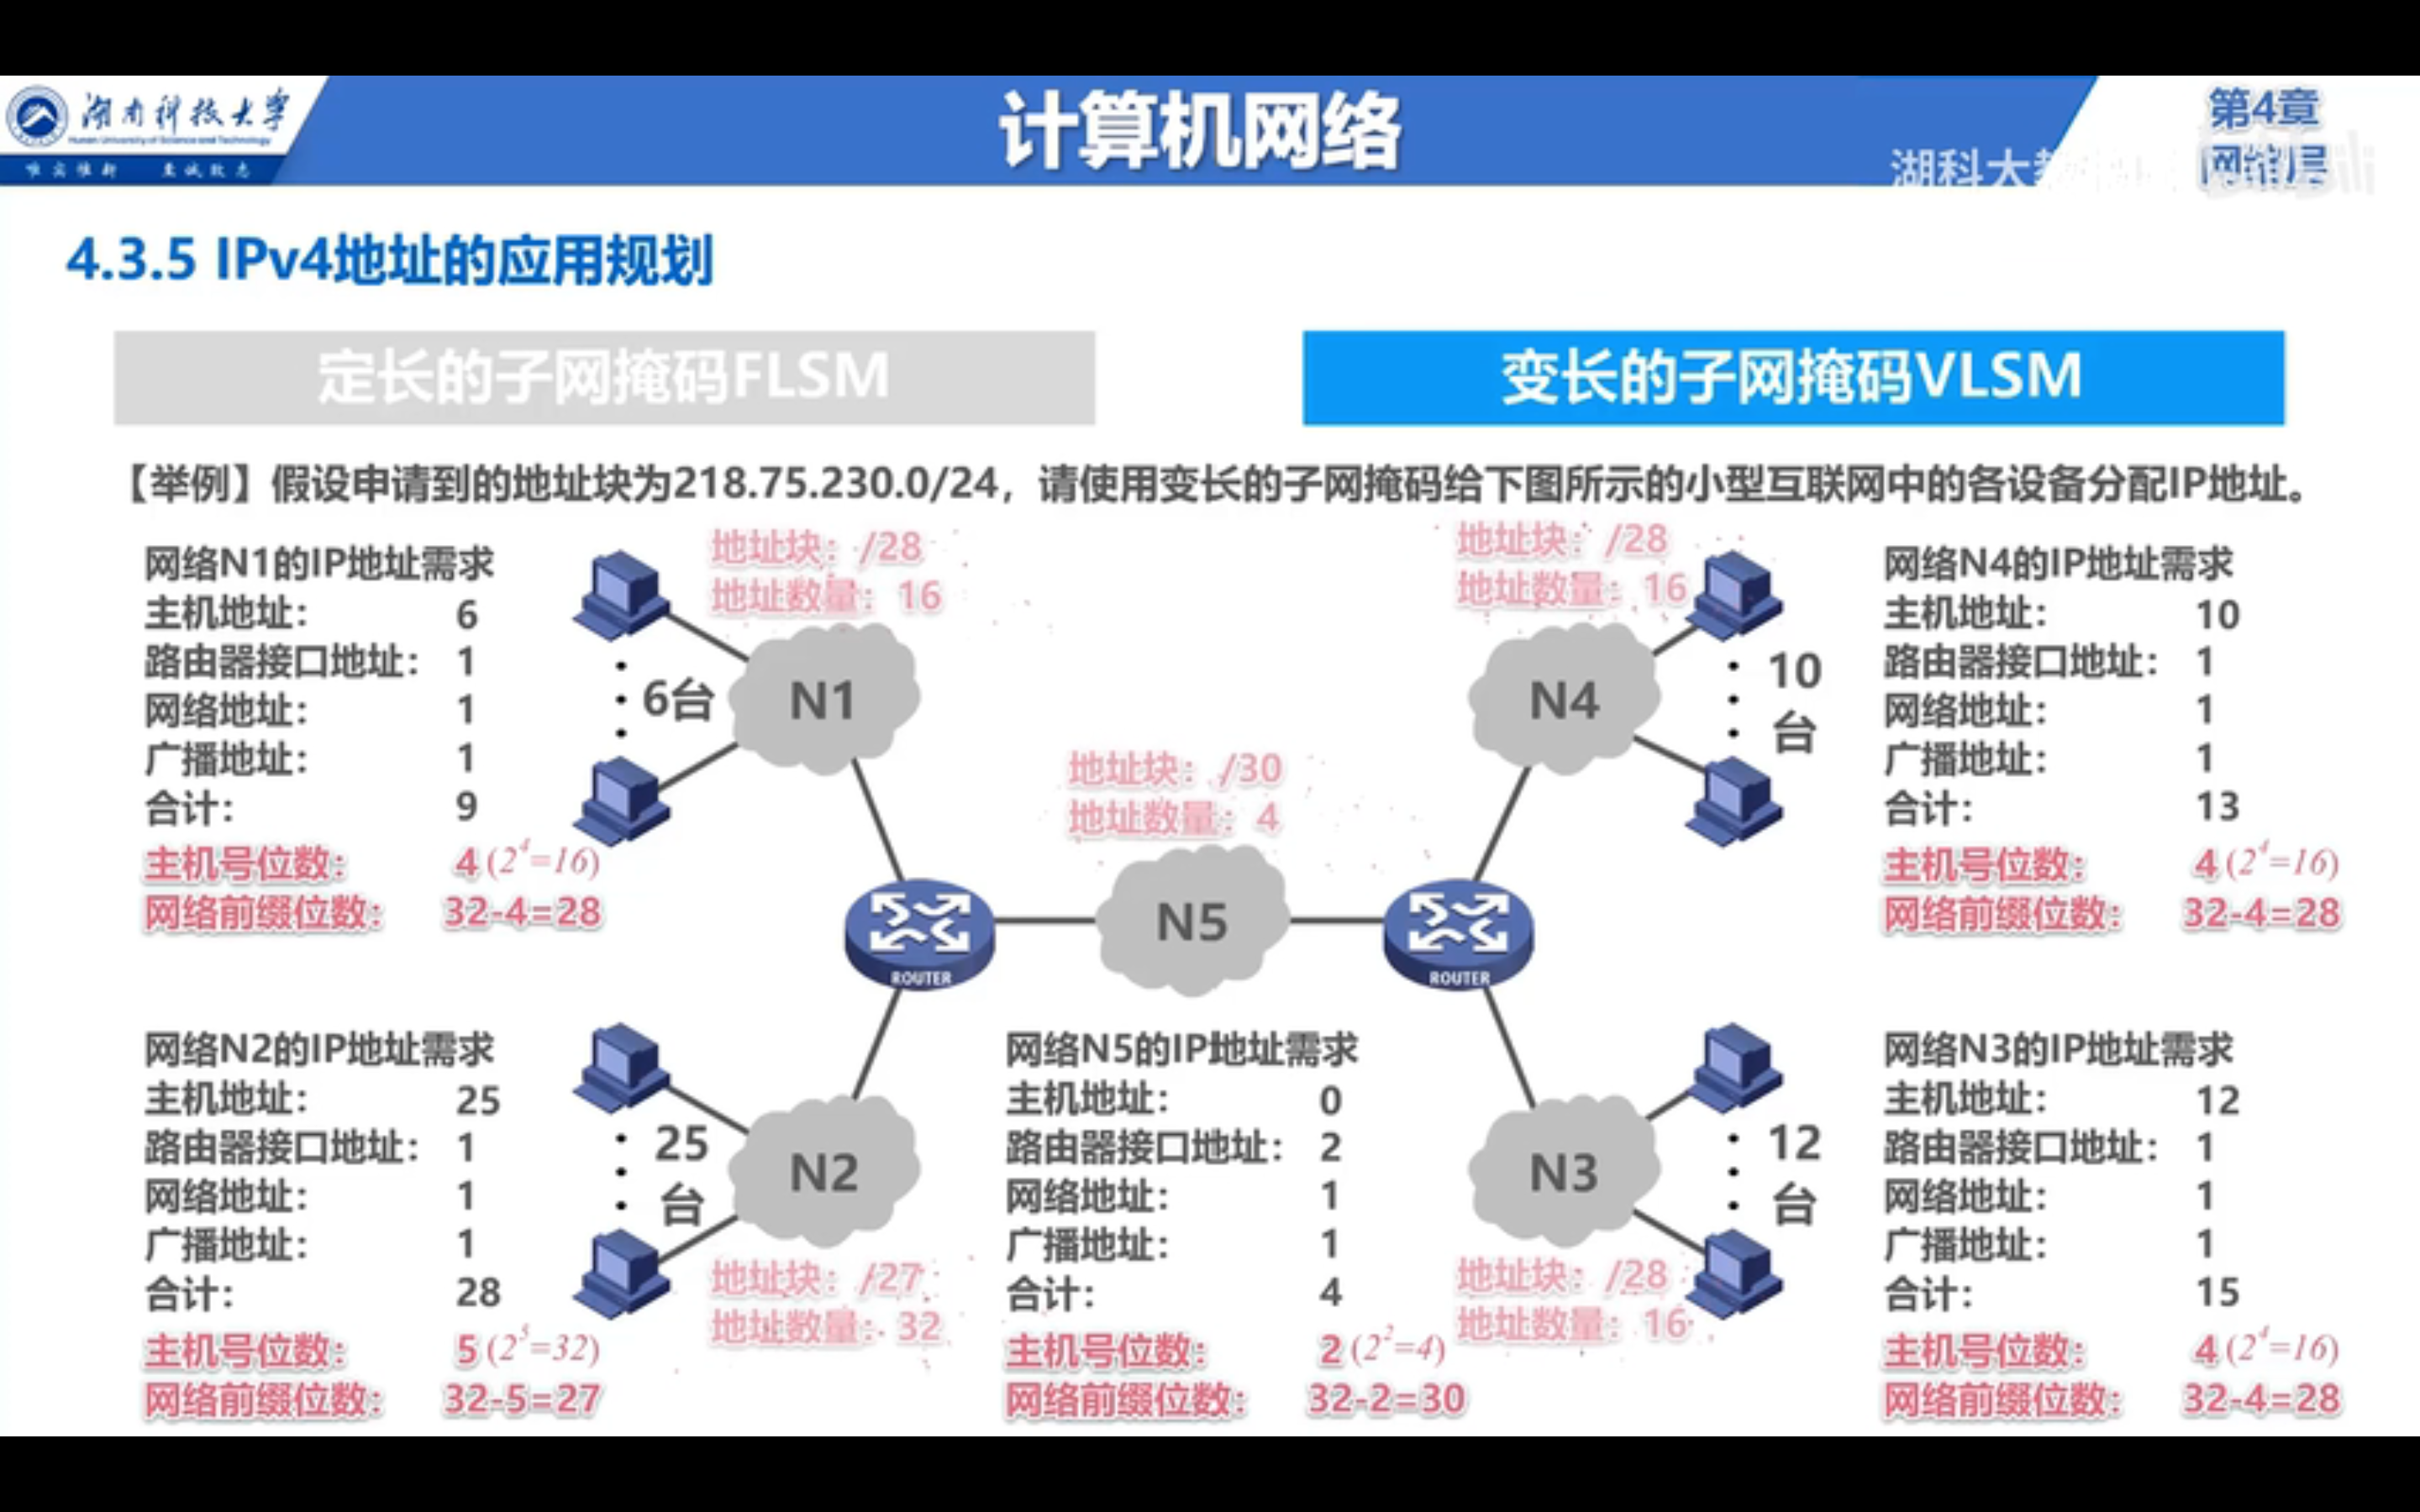 湖南科技大学
Hunan University of Science and Technology
唯实惟新 至诚致志
计算机网络
第4章
网络层
湖科大教
4.3.5 IPv4地址的应用规划
定长的子网掩码FLSM
变长的子网掩码VLSM
【举例】假设申请到的地址块为218.75.230.0/24，请使用变长的子网掩码给下图所示的小型互联网中的各设备分配IP地址。
网络N1的IP地址需求
主机地址： 6
路由器接口地址： 1
网络地址： 1
广播地址： 1
合计： 9
主机号位数： 4 (2⁴=16)
网络前缀位数： 32-4=28
地址块：/28
地址数量：16
6台
N1
地址块：/28
地址数量：16
10
台
N4
网络N4的IP地址需求
主机地址： 10
路由器接口地址： 1
网络地址： 1
广播地址： 1
合计： 13
主机号位数： 4 (2⁴=16)
网络前缀位数： 32-4=28
地址块：/30
地址数量：4
ROUTER
N5
ROUTER
网络N2的IP地址需求
主机地址： 25
路由器接口地址： 1
网络地址： 1
广播地址： 1
合计： 28
主机号位数： 5 (2⁵=32)
网络前缀位数： 32-5=27
25
台
N2
地址块：/27
地址数量：32
网络N5的IP地址需求
主机地址： 0
路由器接口地址： 2
网络地址： 1
广播地址： 1
合计： 4
主机号位数： 2 (2²=4)
网络前缀位数： 32-2=30
N3
12
台
地址块：/28
地址数量：16
网络N3的IP地址需求
主机地址： 12
路由器接口地址： 1
网络地址： 1
广播地址： 1
合计： 15
主机号位数： 4 (2⁴=16)
网络前缀位数： 32-4=28